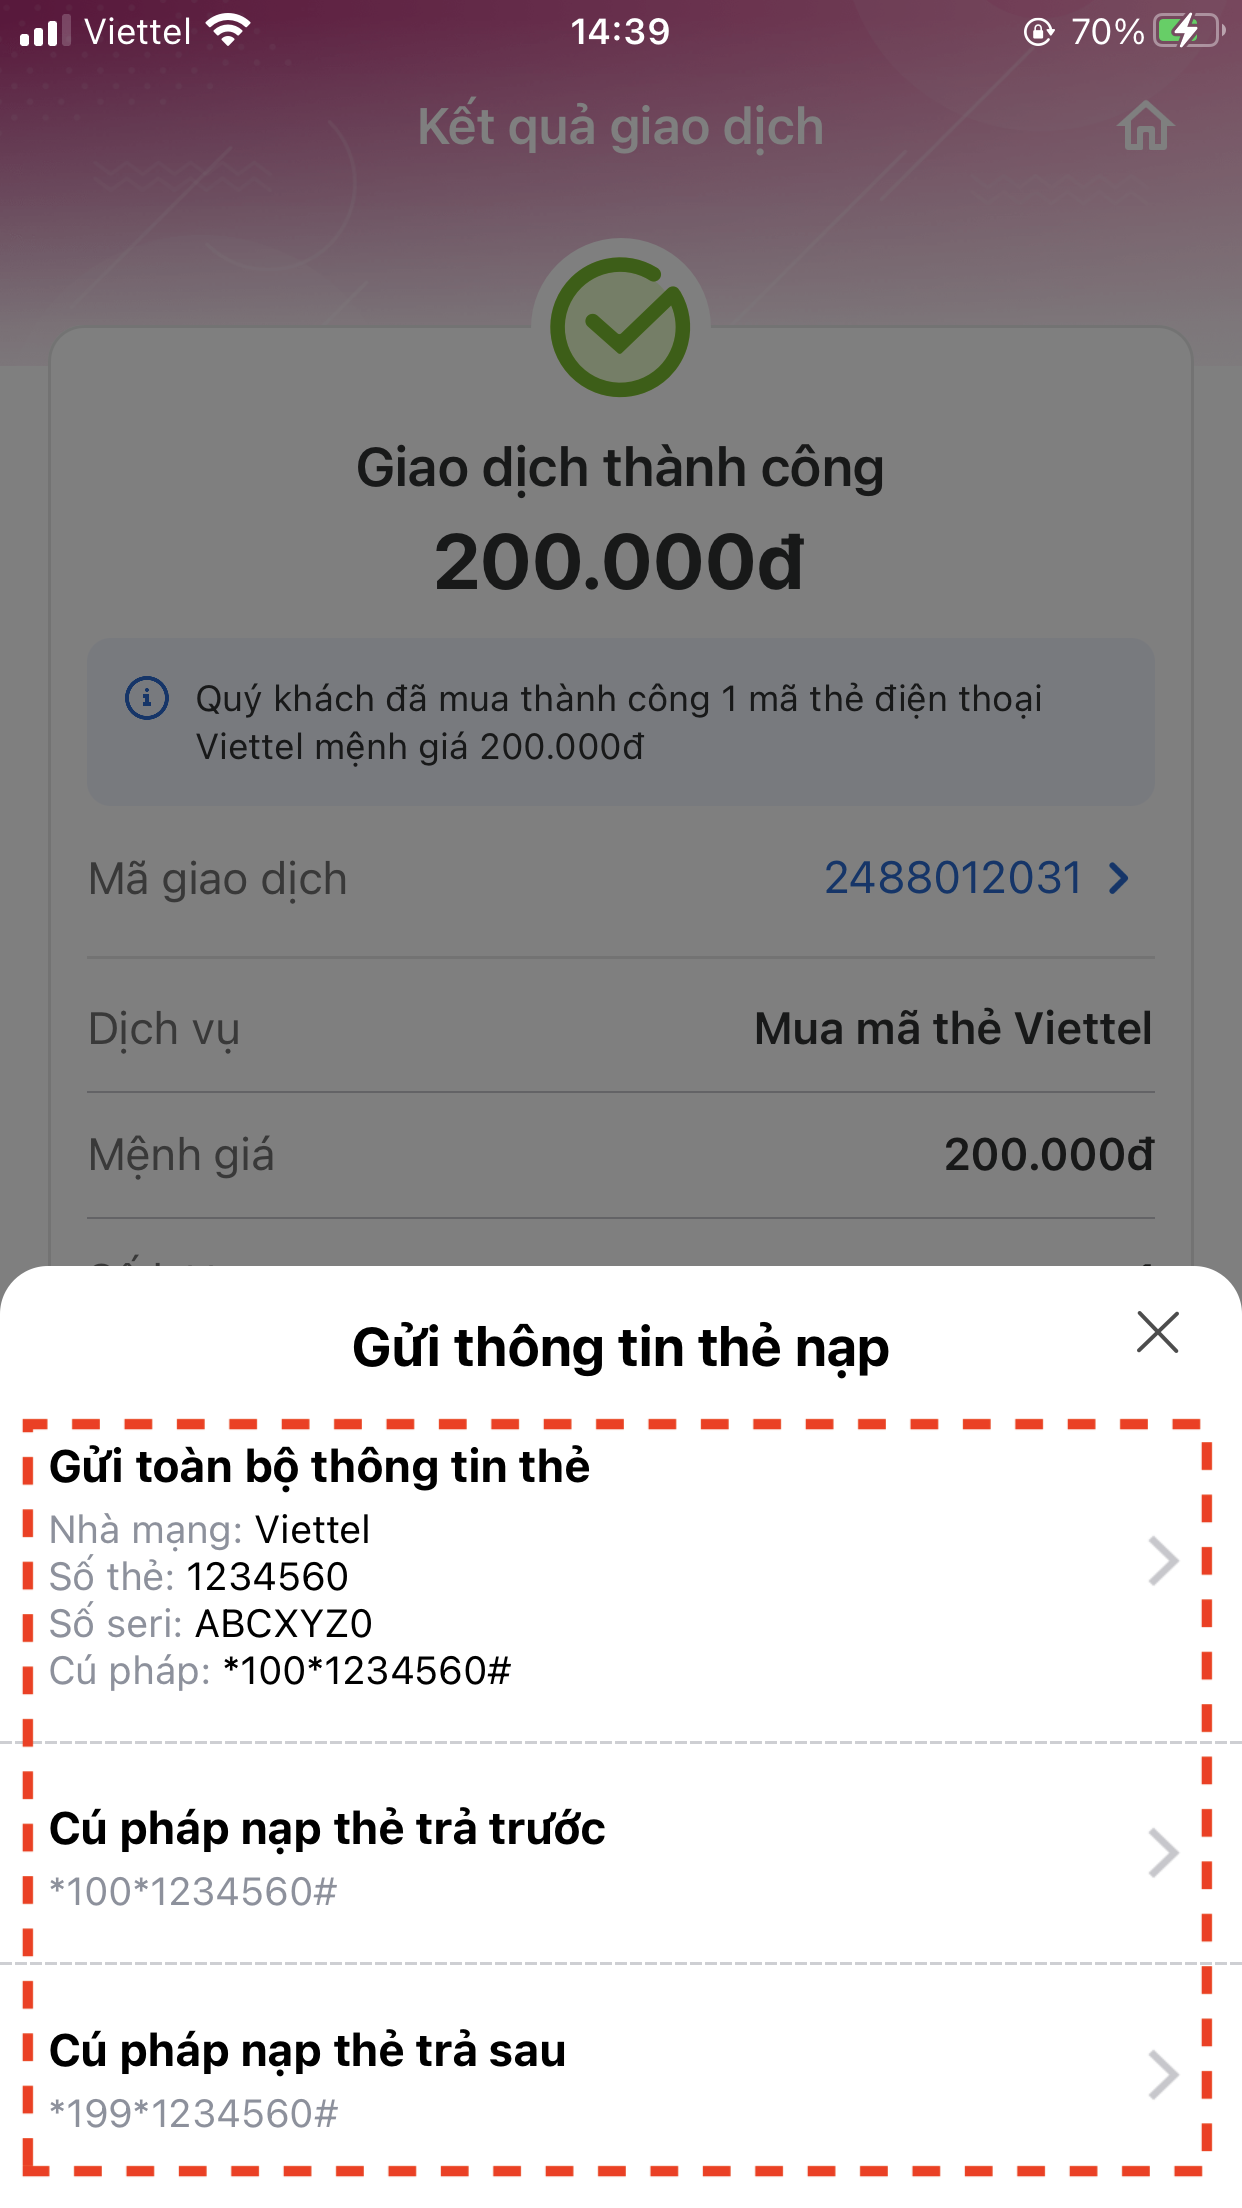 Viettel 14:39 70%
Kết quả giao dịch
Giao dịch thành công
200.000đ
Quý khách đã mua thành công 1 mã thẻ điện thoại
Viettel mệnh giá 200.000đ
Mã giao dịch 2488012031
Dịch vụ Mua mã thẻ Viettel
Mệnh giá 200.000đ
Gửi thông tin thẻ nạp
Gửi toàn bộ thông tin thẻ
Nhà mạng: Viettel
Số thẻ: 1234560
Số seri: ABCXYZ0
Cú pháp: *100*1234560#
Cú pháp nạp thẻ trả trước
*100*1234560#
Cú pháp nạp thẻ trả sau
*199*1234560#